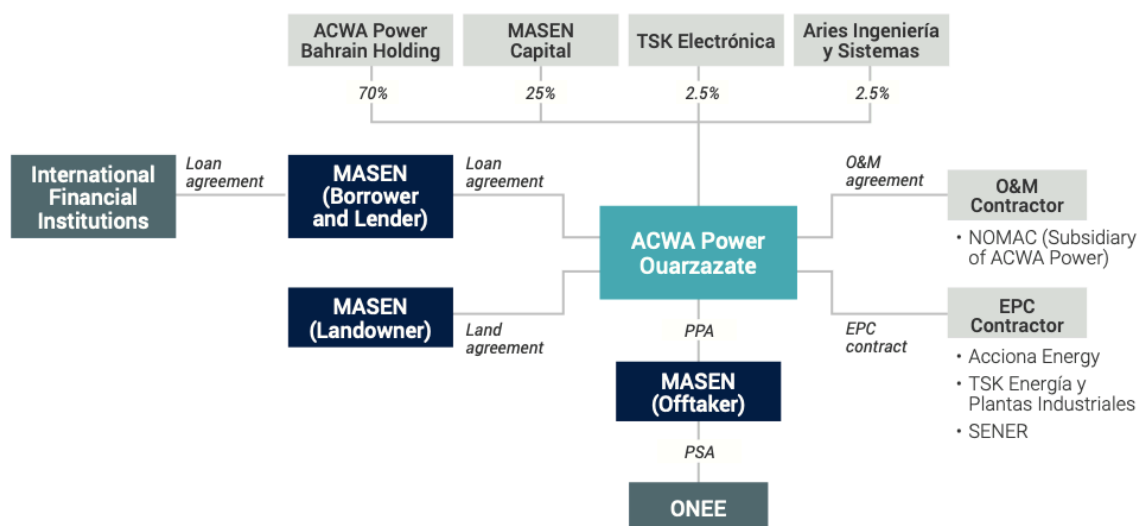 ACWA Power
Bahrain Holding
MASEN
Capital
TSK Electrónica
Aries Ingeniería
y Sistemas
70%
25%
2.5%
2.5%
International
Financial
Institutions
Loan
agreement
MASEN
(Borrower
and Lender)
Loan
agreement
ACWA Power
Ouarzazate
O&M
agreement
O&M
Contractor
• NOMAC (Subsidiary
of ACWA Power)
MASEN
(Landowner)
Land
agreement
PPA
EPC
contract
EPC
Contractor
• Acciona Energy
• TSK Energía y
Plantas Industriales
• SENER
MASEN
(Offtaker)
PSA
ONEE